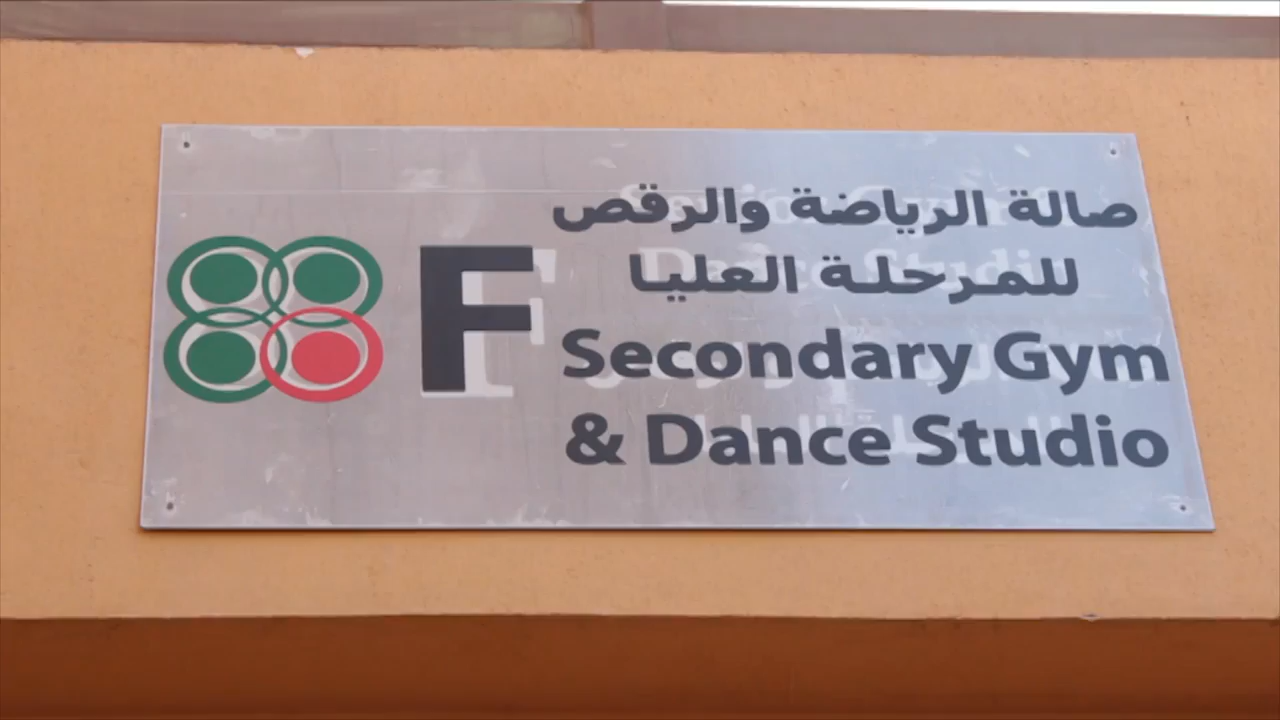 صالة الرياضة والرقص
للمرحلة العليا
F
Secondary Gym
& Dance Studio